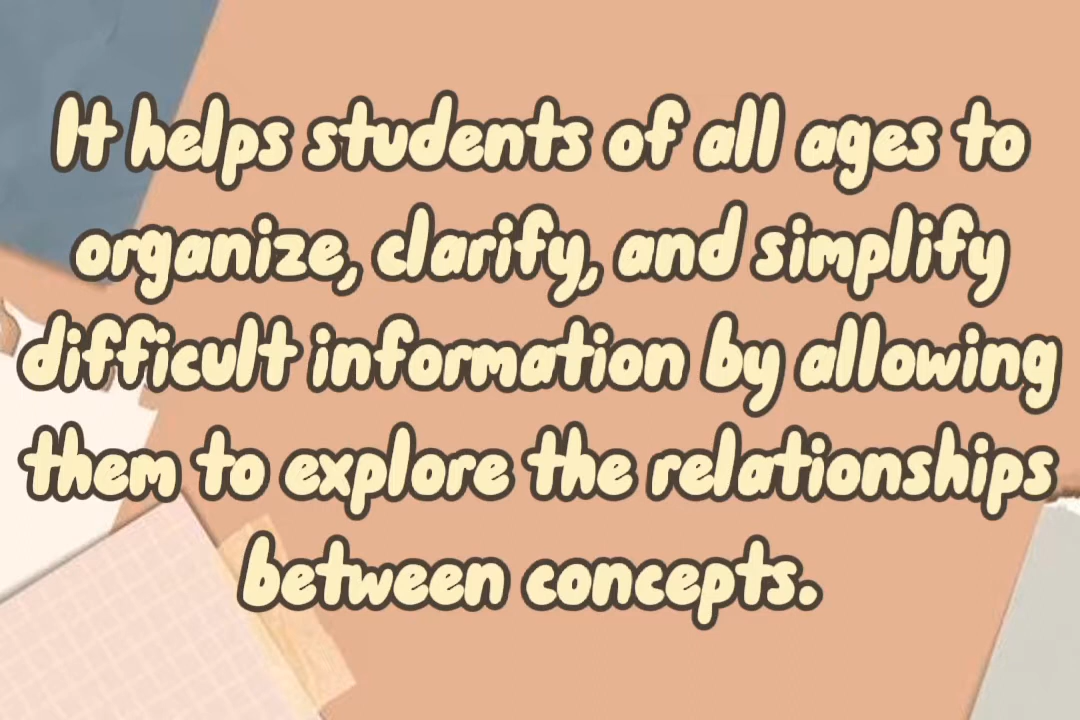 It helps students of all ages to
organize, clarify, and simplify
difficult information by allowing
them to explore the relationships
between concepts.